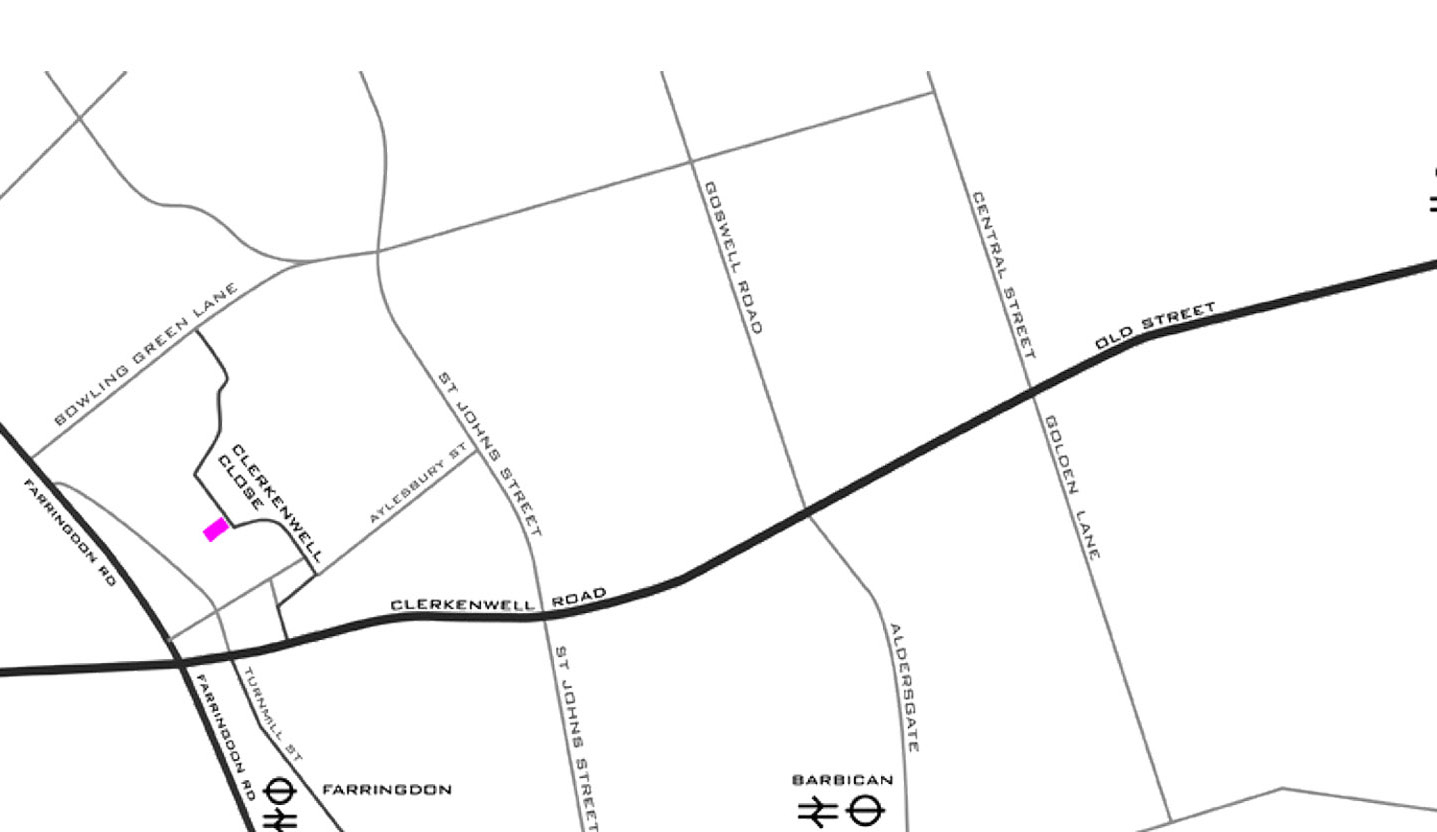 GOSWELL ROAD
CENTRAL STREET
BOWLING GREEN LANE
OLD STREET
ST JOHNS STREET
GOLDEN LANE
CLERKENWELL
CLOSE
AYLESBURY ST
FARRINGDON RD
CLERKENWELL ROAD
ALDERSGATE
ST JOHNS STREET
TURNMILL ST
FARRINGDON RD
FARRINGDON
BARBICAN